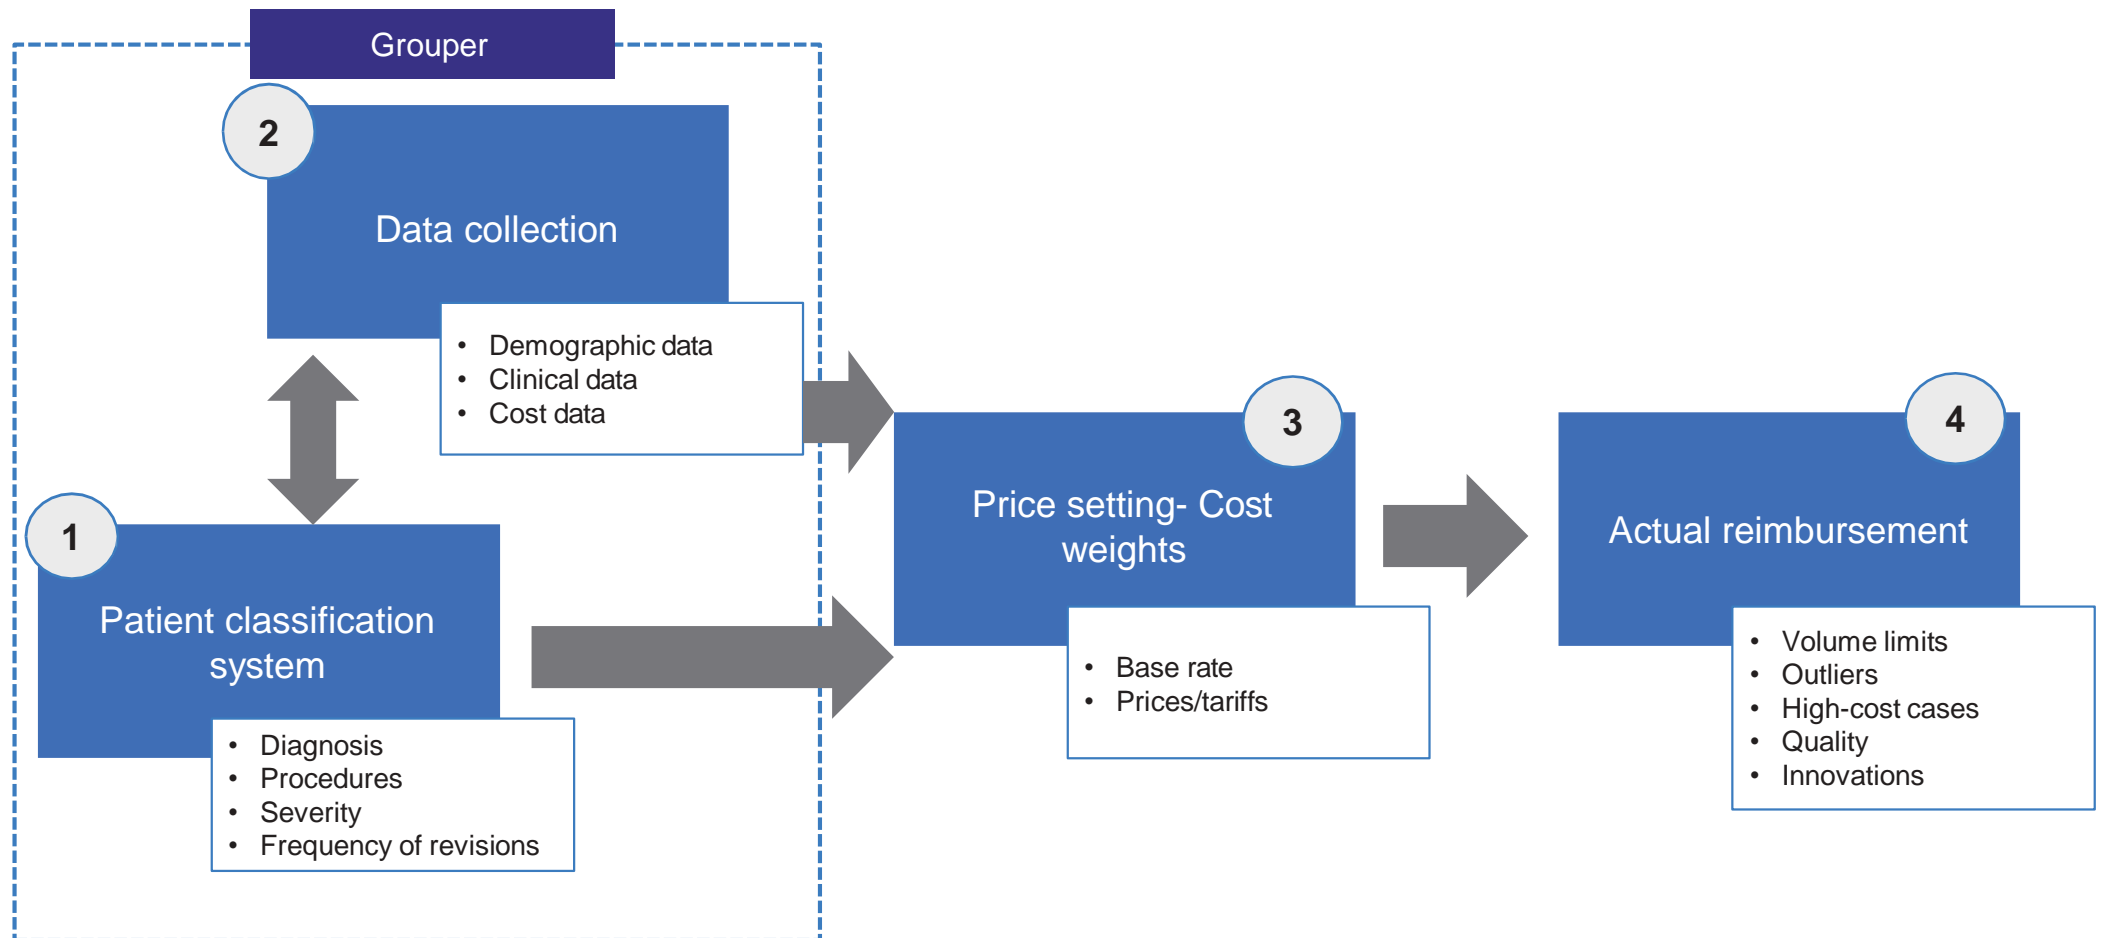 Grouper
2
Data collection
• Demographic data
• Clinical data
• Cost data
1
Patient classification
system
• Diagnosis
• Procedures
• Severity
• Frequency of revisions
3
Price setting- Cost
weights
• Base rate
• Prices/tariffs
4
Actual reimbursement
• Volume limits
• Outliers
• High-cost cases
• Quality
• Innovations